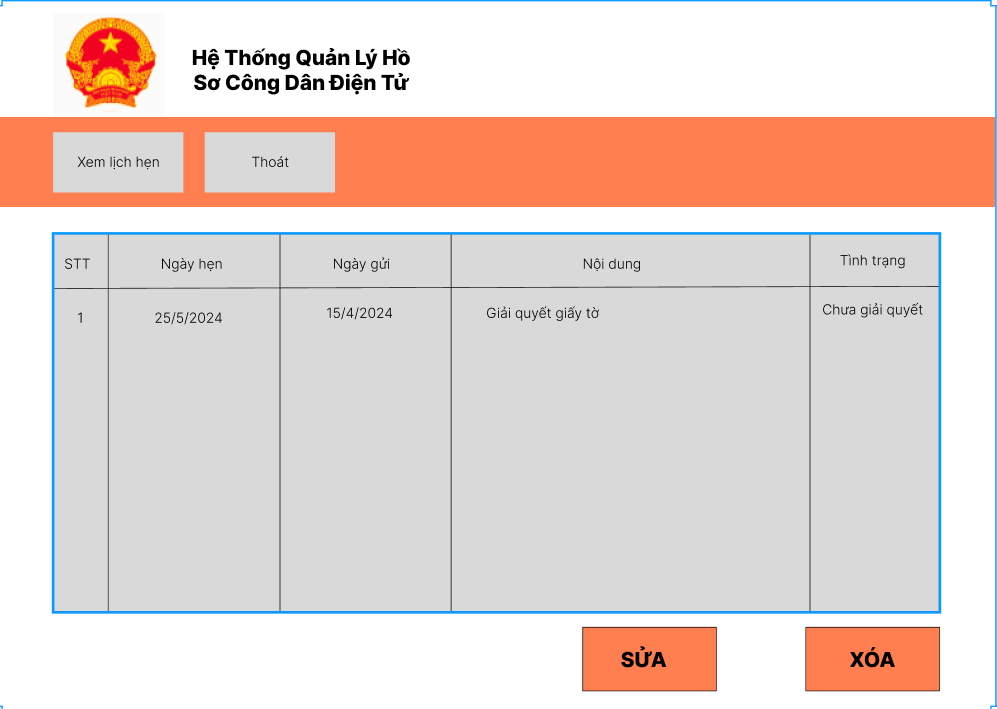 Hệ Thống Quản Lý Hồ
Sơ Công Dân Điện Tử
Xem lịch hẹn
Thoát
STT
Ngày hẹn
Ngày gửi
Nội dung
Tình trạng
1
25/5/2024
15/4/2024
Giải quyết giấy tờ
Chưa giải quyết
SỬA
XÓA